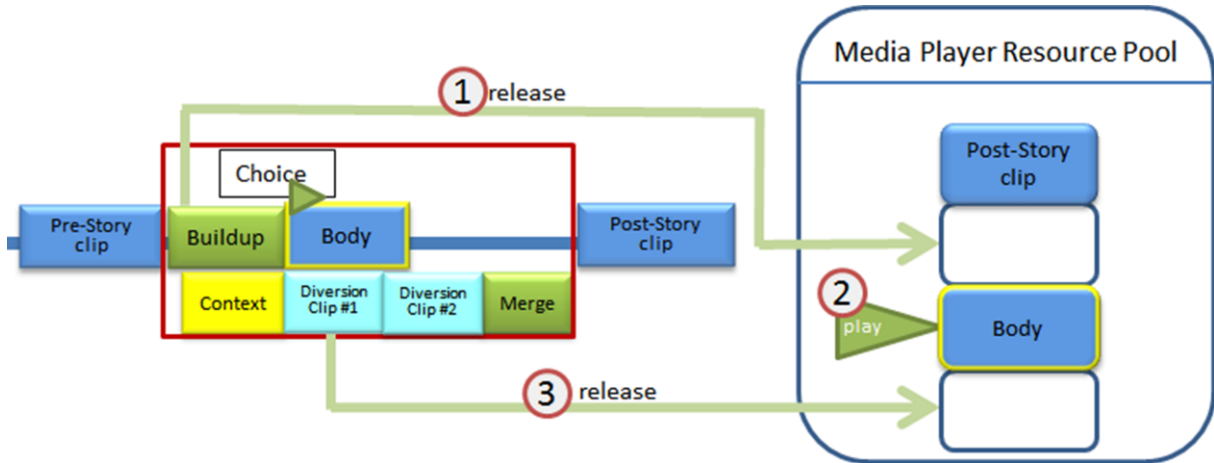 Media Player Resource Pool
1 release
Choice
Pre-Story
clip
Buildup
Body
Post-Story
clip
Context
Diversion
Clip #1
Diversion
Clip #2
Merge
3 release
Post-Story
clip
2
play
Body